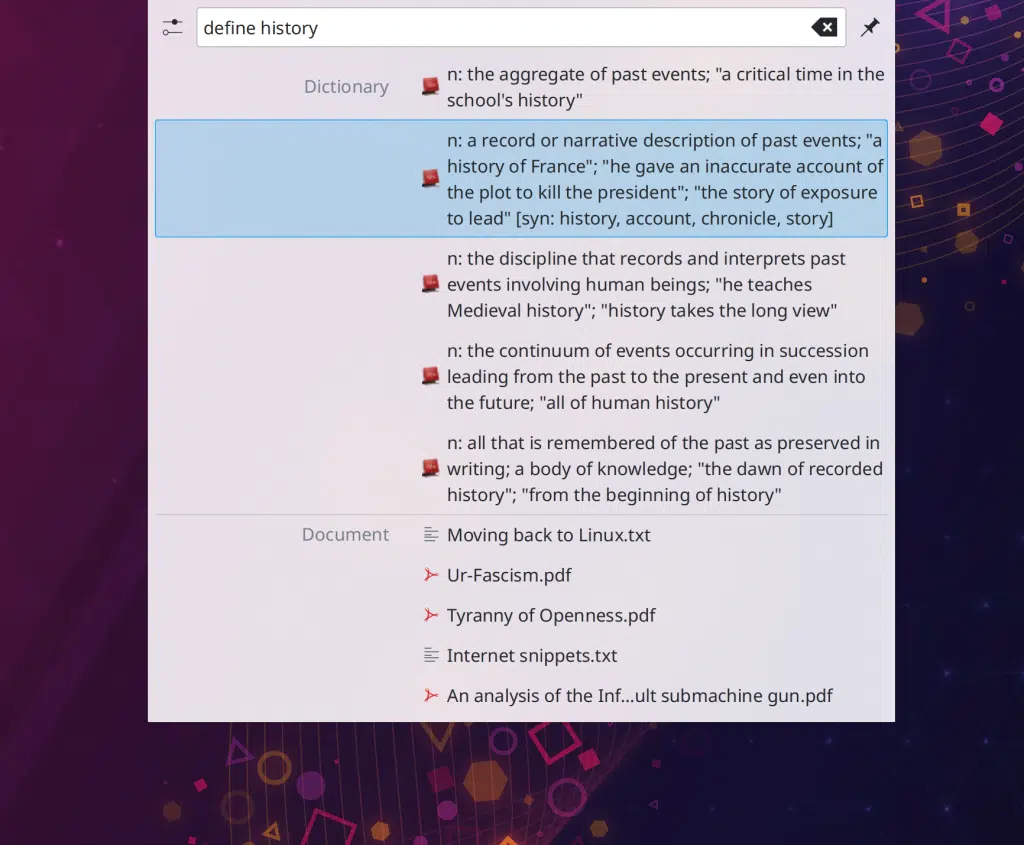 define history
Dictionary
n: the aggregate of past events; "a critical time in the
school's history"
n: a record or narrative description of past events; "a
history of France"; "he gave an inaccurate account of
the plot to kill the president"; "the story of exposure
to lead" [syn: history, account, chronicle, story]
n: the discipline that records and interprets past
events involving human beings; "he teaches
Medieval history"; "history takes the long view"
n: the continuum of events occurring in succession
leading from the past to the present and even into
the future; "all of human history"
n: all that is remembered of the past as preserved in
writing; a body of knowledge; "the dawn of recorded
history"; "from the beginning of history"
Document
Moving back to Linux.txt
Ur-Fascism.pdf
Tyranny of Openness.pdf
Internet snippets.txt
An analysis of the Inf...ult submachine gun.pdf